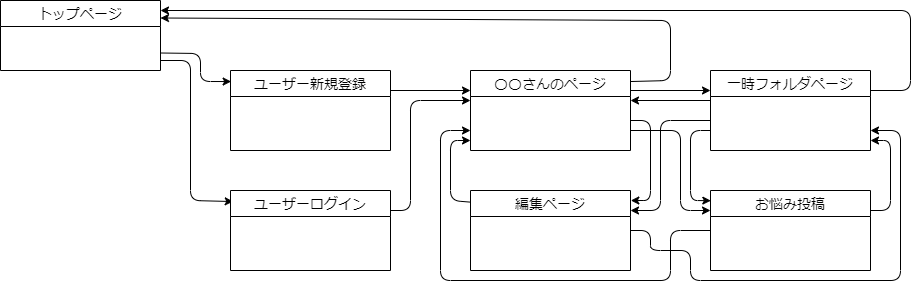 トップページ
ユーザー新規登録
〇〇さんのページ
一時フォルダページ
ユーザーログイン
編集ページ
お悩み投稿